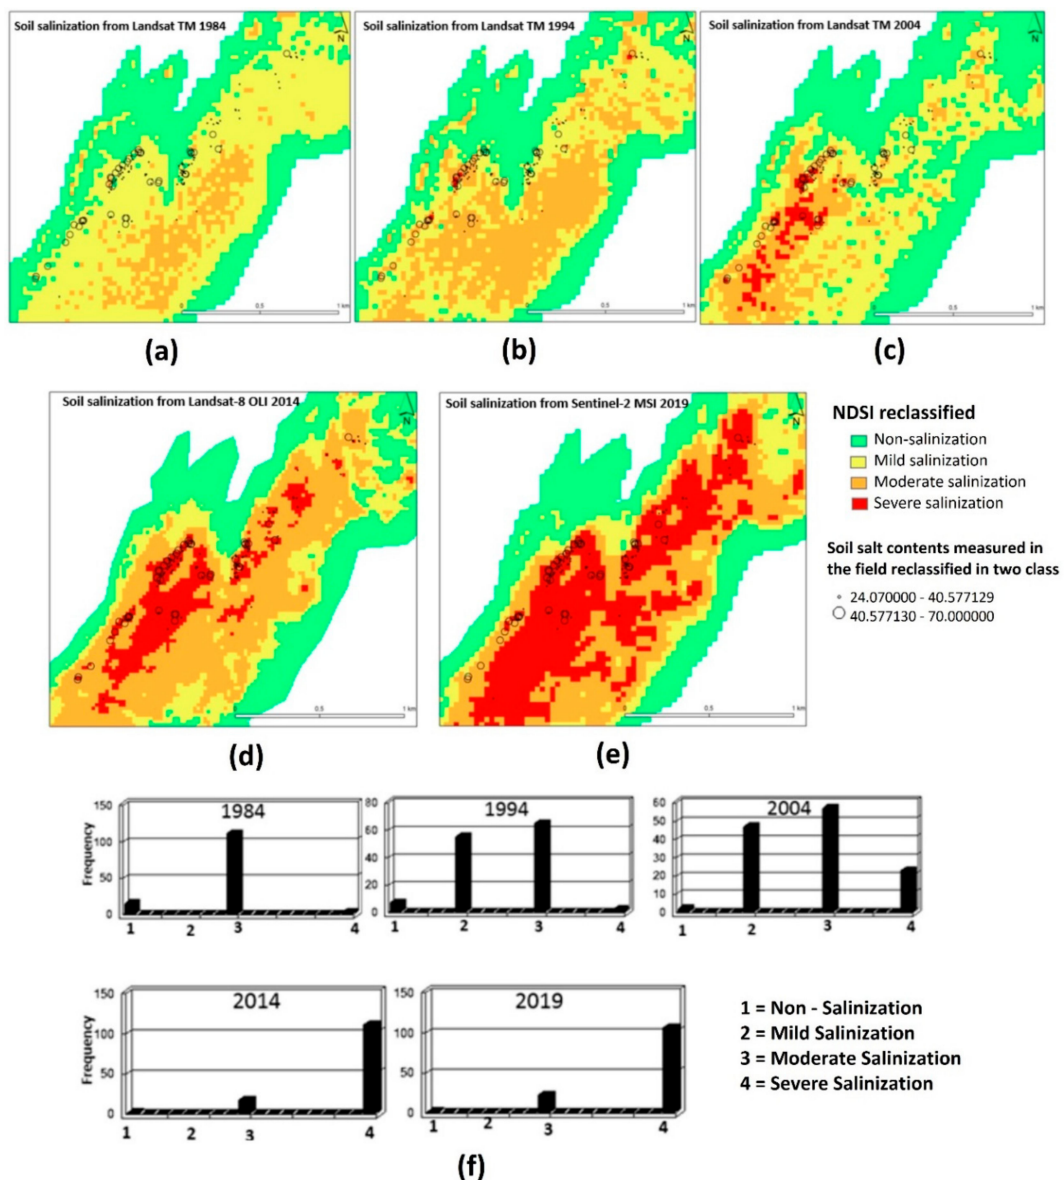 Soil salinization from Landsat TM 1984
N
0
0.5
1 km
(a)
Soil salinization from Landsat TM 1994
N
0
0.5
1 km
(b)
Soil salinization from Landsat TM 2004
N
0
0.5
1 km
(c)
Soil salinization from Landsat-8 OLI 2014
N
0
0.5
1 km
(d)
Soil salinization from Sentinel-2 MSI 2019
N
0
0.5
1 km
(e)
NDSI reclassified
Non-salinization
Mild salinization
Moderate salinization
Severe salinization
Soil salt contents measured in
the field reclassified in two class
24.070000 - 40.577129
40.577130 - 70.000000
1984
Frequency
150
100
50
0
1 2 3 4
1994
80
60
40
20
0
1 2 3 4
2004
60
50
40
30
20
10
0
1 2 3 4
2014
Frequency
150
100
50
0
1 2 3 4
2019
150
100
50
0
1 2 3 4
1 = Non - Salinization
2 = Mild Salinization
3 = Moderate Salinization
4 = Severe Salinization
(f)